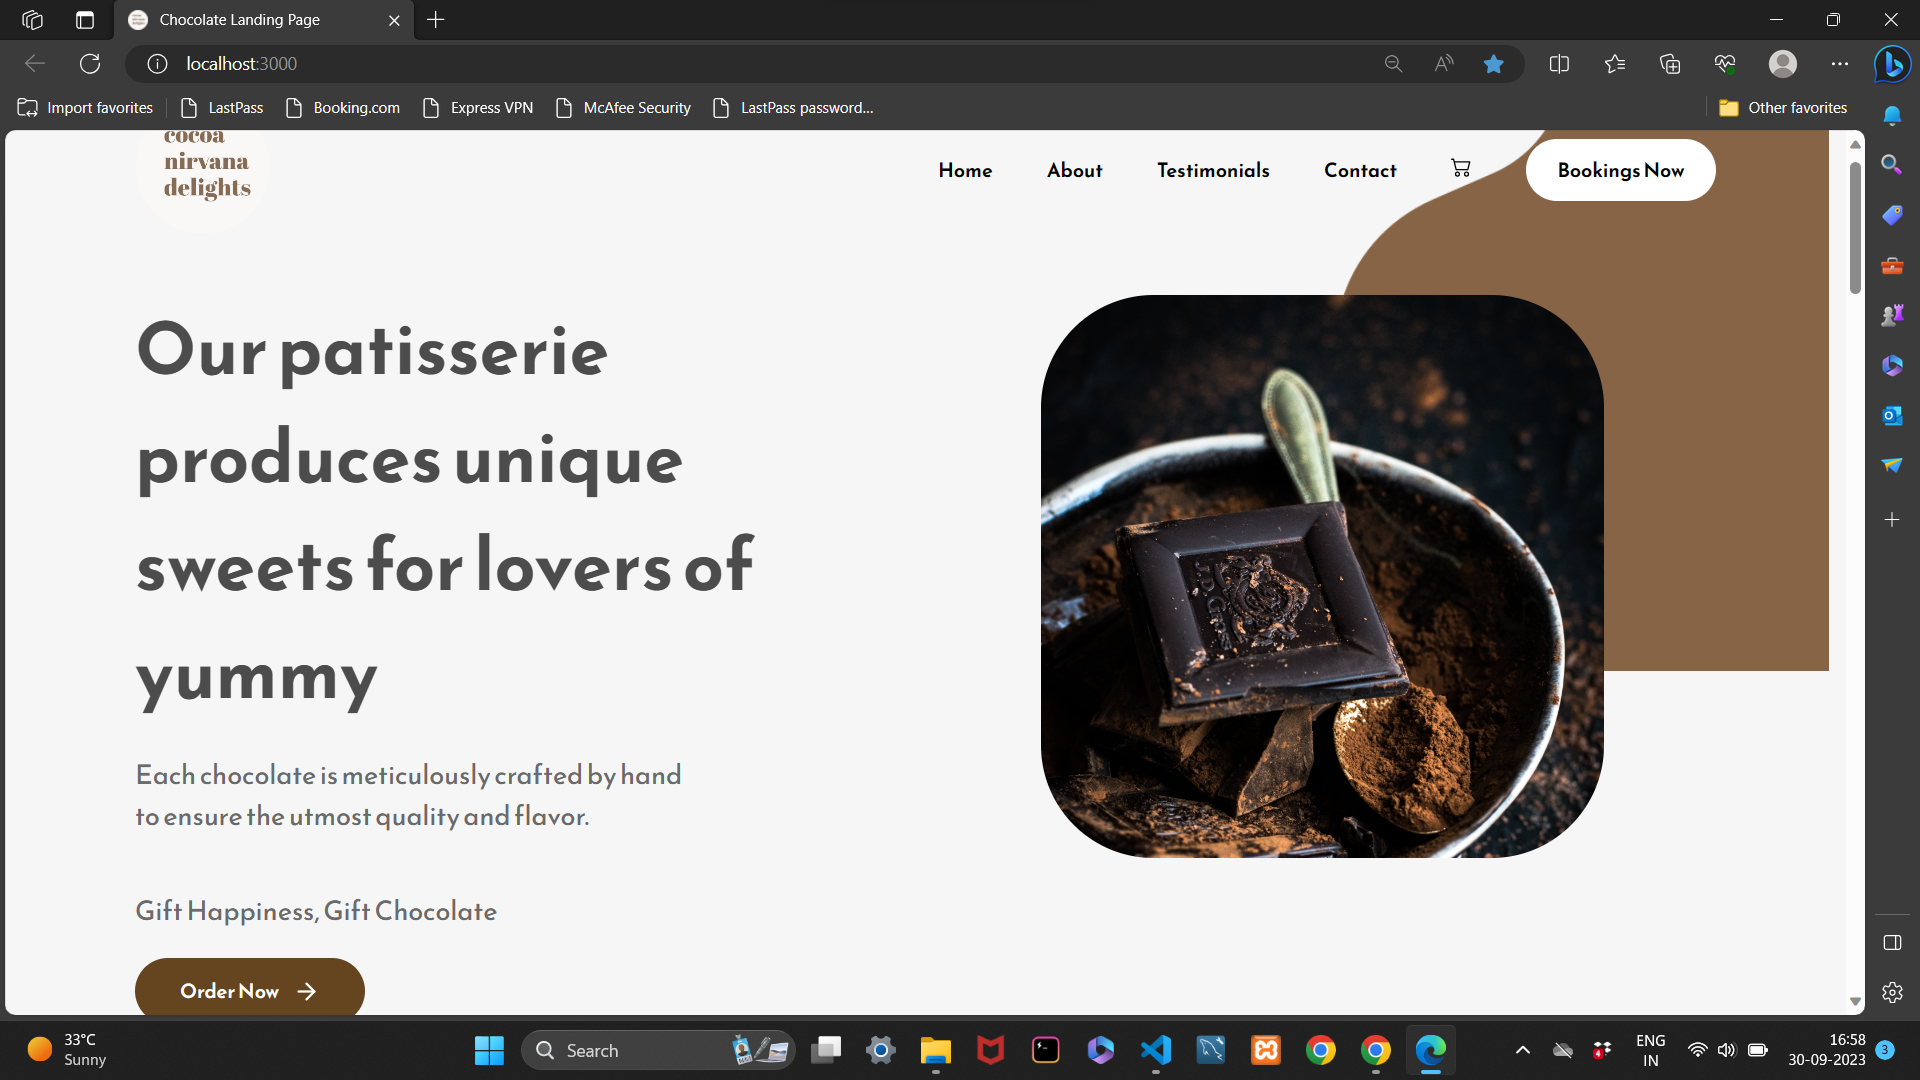 Chocolate Landing Page
localhost:3000
Import favorites
LastPass
Booking.com
Express VPN
McAfee Security
LastPass password...
Other favorites
cocoa
nirvana
delights
Home
About
Testimonials
Contact
Bookings Now
Our patisserie
produces unique
sweets for lovers of
yummy
Each chocolate is meticulously crafted by hand
to ensure the utmost quality and flavor.
Gift Happiness, Gift Chocolate
Order Now
33°C
Sunny
Search
4
ENG
IN
16:58
30-09-2023
3